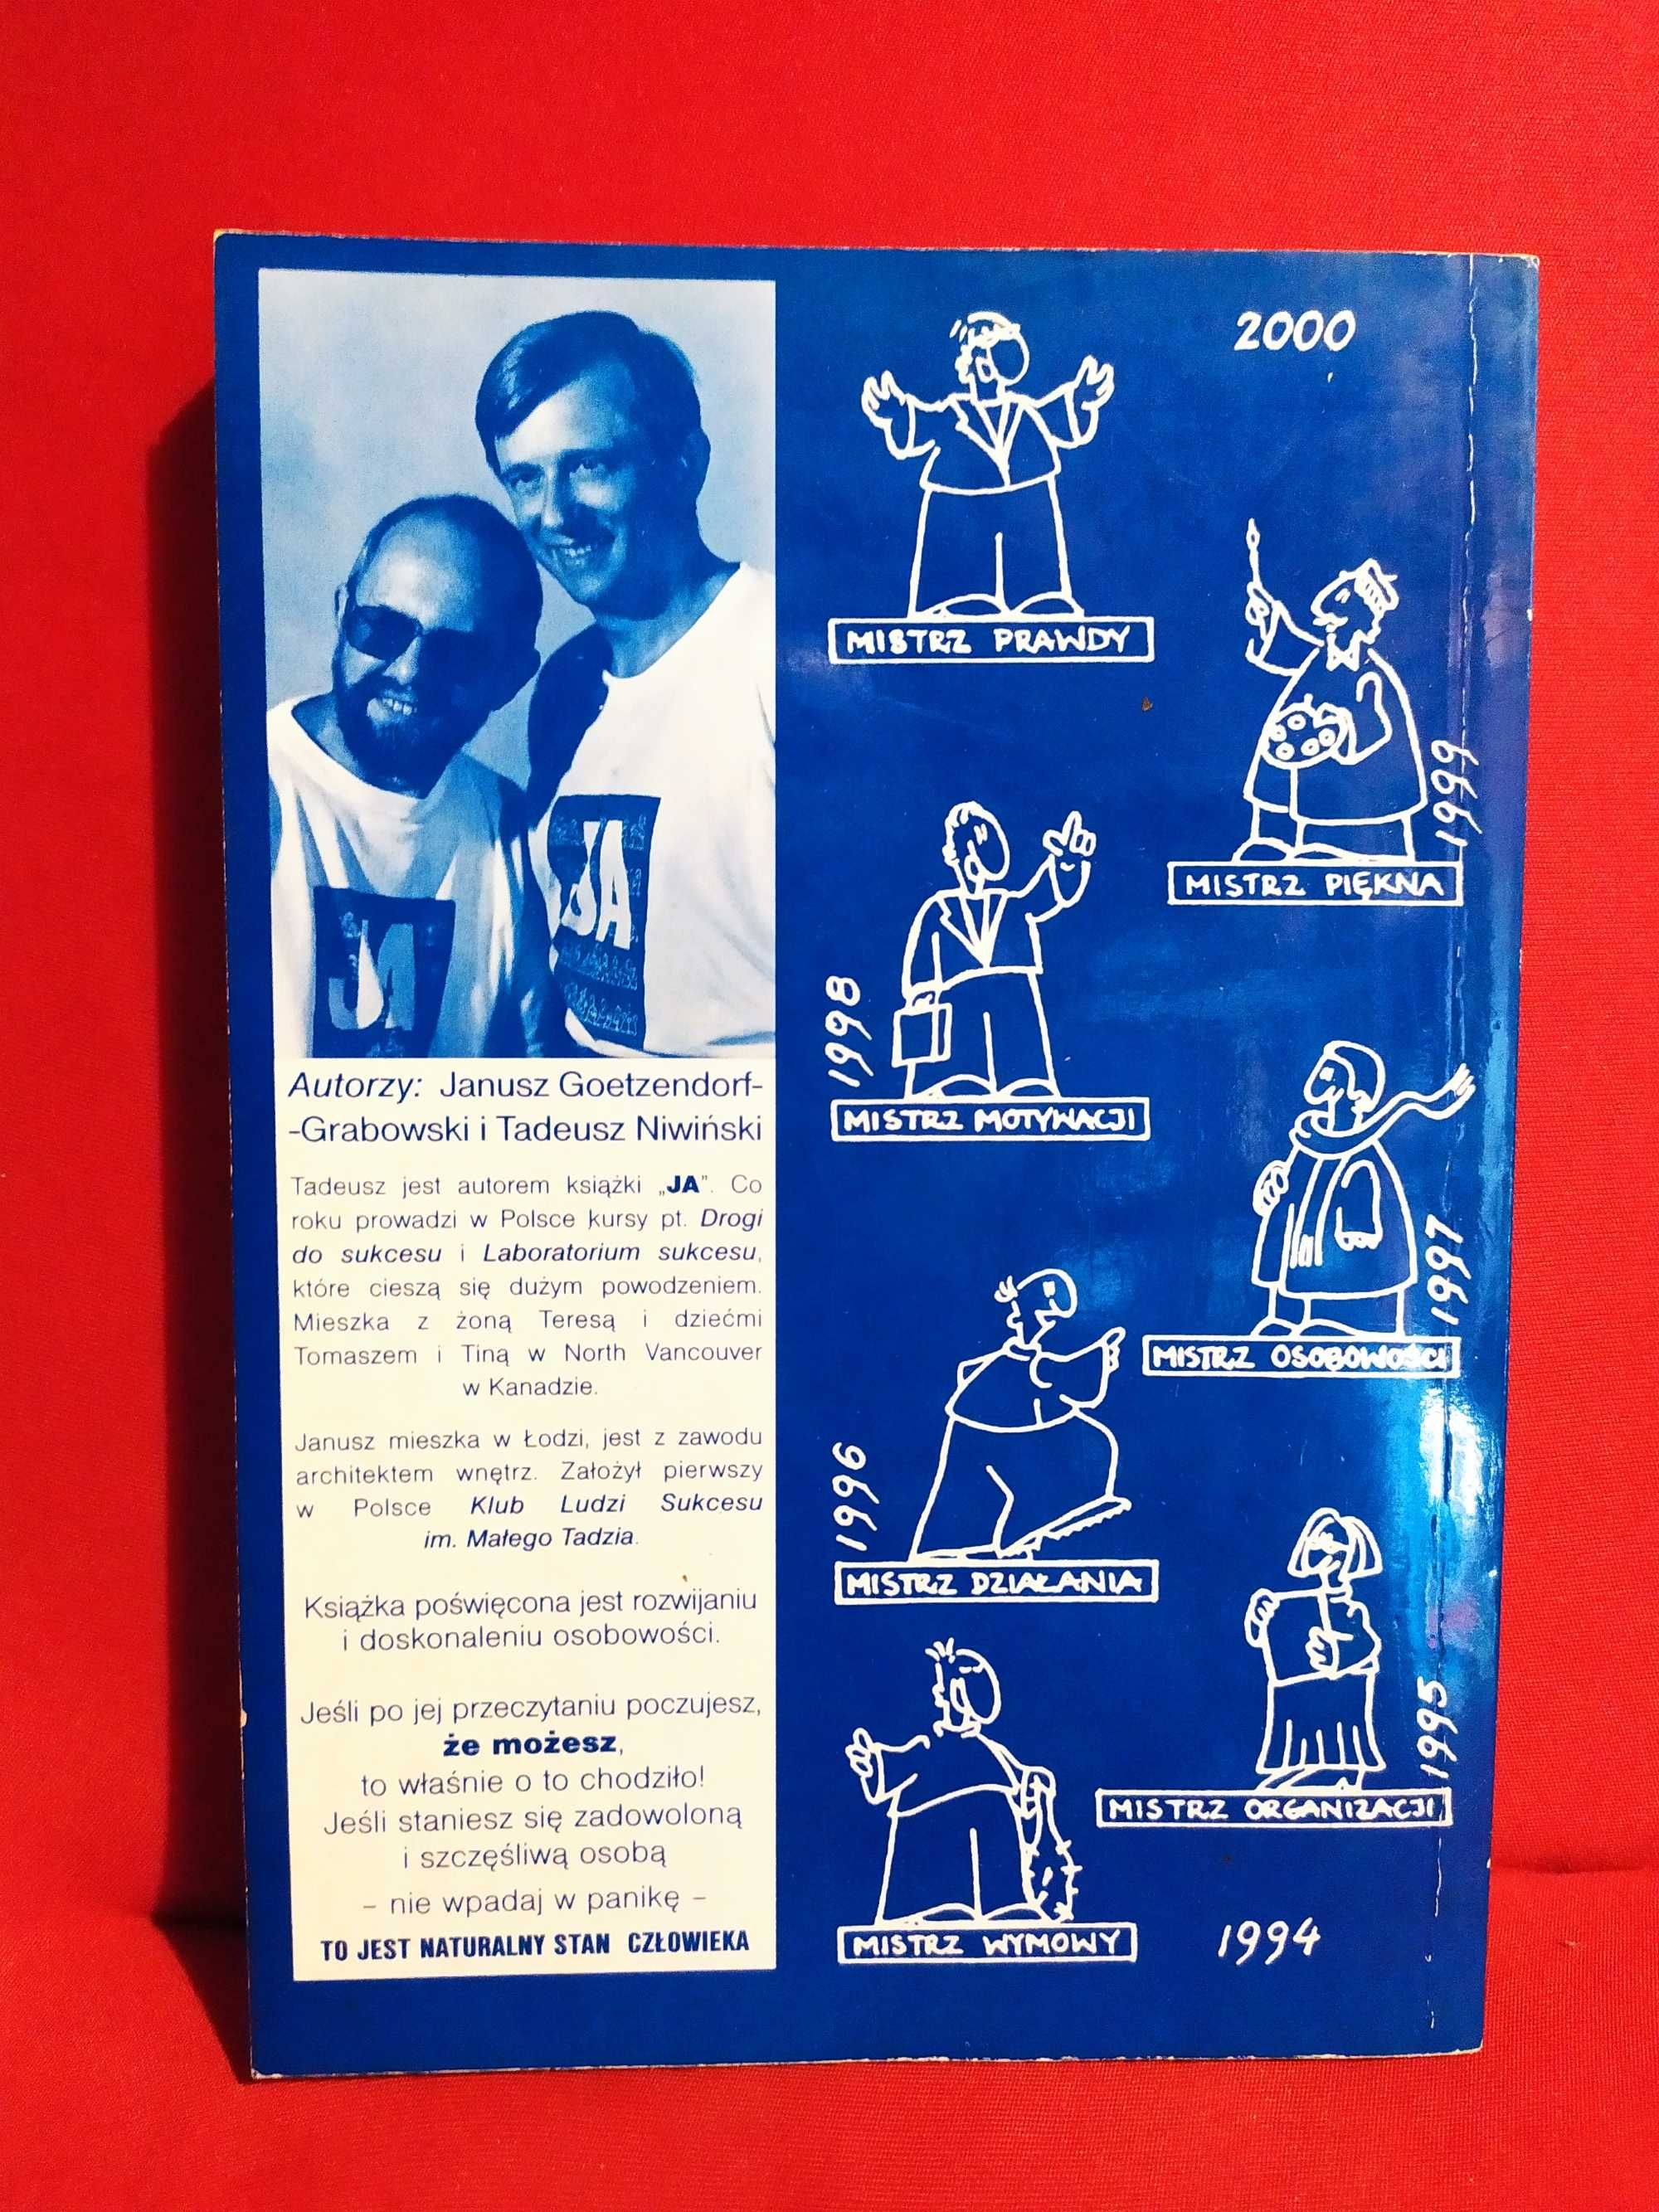 JA
JA
Autorzy: Janusz Goetzendorf-
-Grabowski i Tadeusz Niwiński
Tadeusz jest autorem książki „JA”. Co
roku prowadzi w Polsce kursy pt. Drogi
do sukcesu i Laboratorium sukcesu,
które cieszą się dużym powodzeniem.
Mieszka z żoną Teresą i dziećmi
Tomaszem i Tiną w North Vancouver
w Kanadzie.
Janusz mieszka w Łodzi, jest z zawodu
architektem wnętrz. Założył pierwszy
w Polsce Klub Ludzi Sukcesu
im. Małego Tadzia.
Książka poświęcona jest rozwijaniu
i doskonaleniu osobowości.
Jeśli po jej przeczytaniu poczujesz,
że możesz,
to właśnie o to chodziło!
Jeśli staniesz się zadowoloną
i szczęśliwą osobą
– nie wpadaj w panikę –
TO JEST NATURALNY STAN CZŁOWIEKA
2000
MISTRZ PRAWDY
1999
MISTRZ PIĘKNA
1998
MISTRZ MOTYWACJI
1997
MISTRZ OSOBOWOŚCI
1996
MISTRZ DZIAŁANIA
1995
MISTRZ ORGANIZACJI
MISTRZ WYMOWY
1994